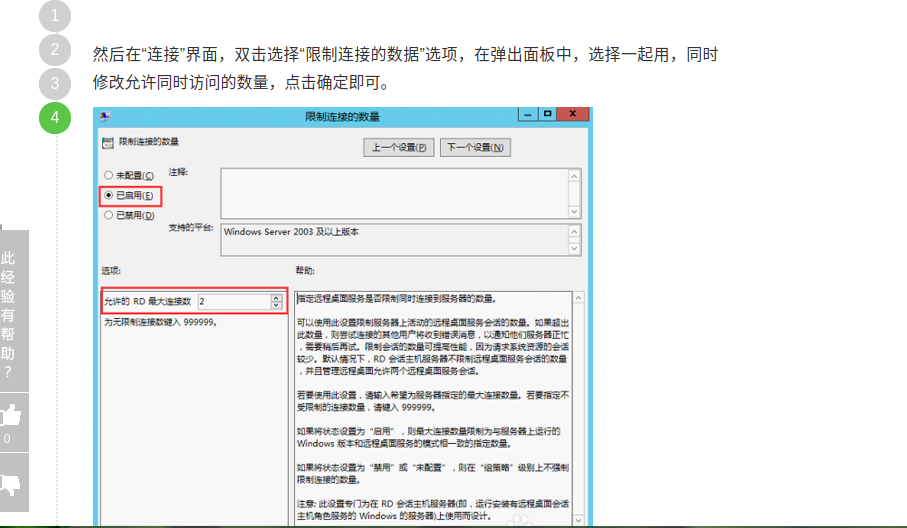 1
2
3
4
然后在“连接”界面，双击选择“限制连接的数据”选项，在弹出面板中，选择一起用，同时
修改允许同时访问的数量，点击确定即可。
限制连接的数量
限制连接的数量
上一个设置(P)
下一个设置(N)
未配置(C)
注释:
已启用(E)
已禁用(D)
支持的平台:
Windows Server 2003 及以上版本
选项:
帮助:
允许的 RD 最大连接数 2
为无限制连接数键入 999999。
指定远程桌面服务是否限制同时连接到服务器的数量。
可以使用此设置限制服务器上活动的远程桌面服务会话的数量。如果超出
此数量，则尝试连接的其他用户将收到错误消息，以通知他们服务器正忙
，需要稍后再试。限制会话的数量可提高性能，因为请求系统资源的会话
较少。默认情况下，RD 会话主机服务器不限制远程桌面服务会话的数量
，并且管理远程桌面允许两个远程桌面服务会话。
若要使用此设置，请输入希望为服务器指定的最大连接数量。若要指定不
受限制的连接数量，请键入 999999。
如果将状态设置为“启用”，则最大连接数量限制为与服务器上运行的
Windows 版本和远程桌面服务的模式相一致的指定数量。
如果将状态设置为“禁用”或“未配置”，则在“组策略”级别上不强制
限制连接的数量。
注意: 此设置专门为在 RD 会话主机服务器(即，运行安装有远程桌面会话
主机角色服务的 Windows 的服务器)上使用而设计。
此
经
验
有
帮
助
?
0